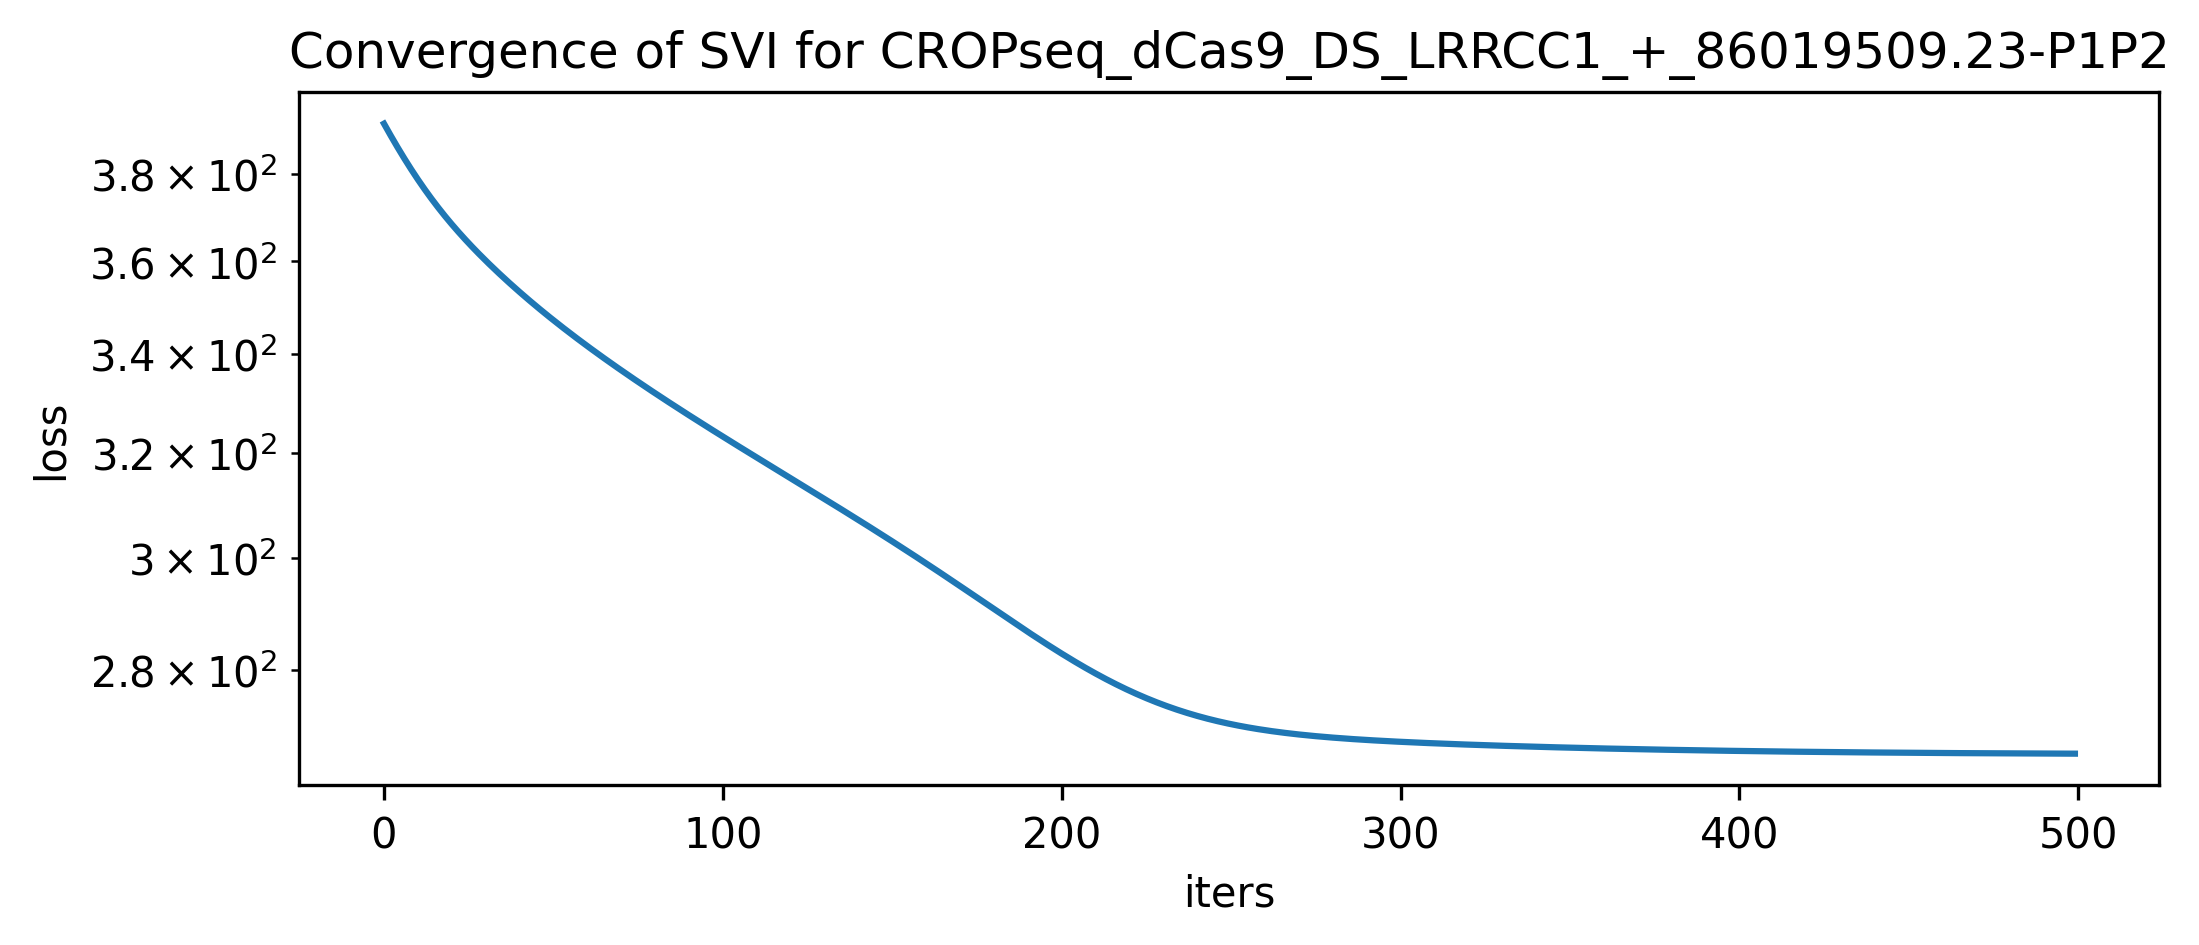 Convergence of SVI for CROPseq_dCas9_DS_LRRCC1_+_86019509.23-P1P2
3.8 × 10²
3.6 × 10²
3.4 × 10²
3.2 × 10²
3 × 10²
2.8 × 10²
loss
0 100 200 300 400 500
iters